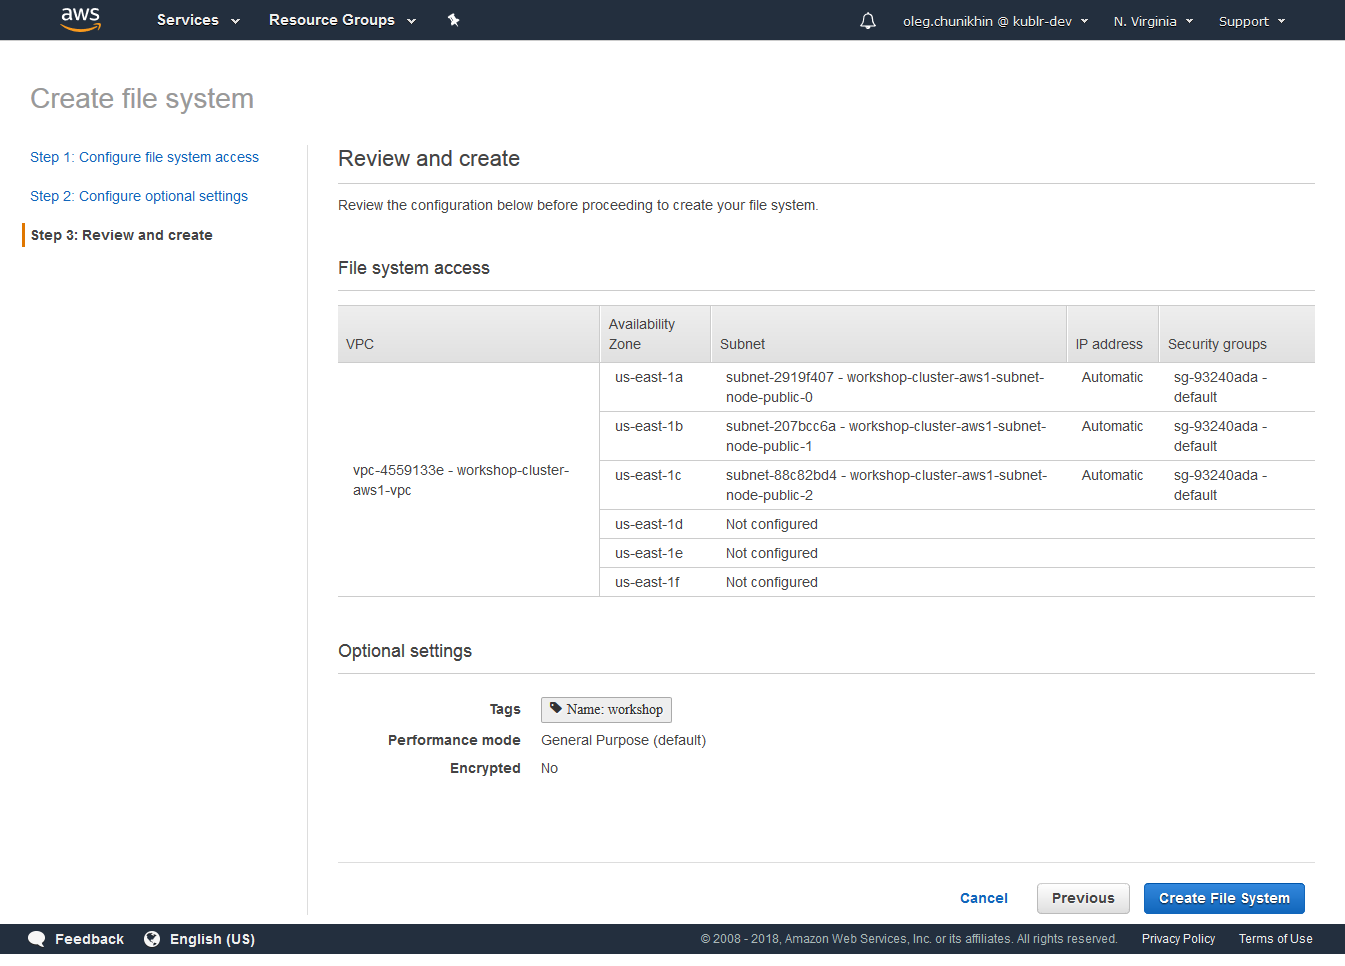 aws Services Resource Groups oleg.chunikhin @ kublr-dev N. Virginia Support
Create file system
Step 1: Configure file system access
Step 2: Configure optional settings
Step 3: Review and create
Review and create
Review the configuration below before proceeding to create your file system.
File system access
VPC Availability Zone Subnet IP address Security groups
vpc-4559133e - workshop-cluster-
aws1-vpc
us-east-1a subnet-2919f407 - workshop-cluster-aws1-subnet- Automatic sg-93240ada -
node-public-0 default
us-east-1b subnet-207bcc6a - workshop-cluster-aws1-subnet- Automatic sg-93240ada -
node-public-1 default
us-east-1c subnet-88c82bd4 - workshop-cluster-aws1-subnet- Automatic sg-93240ada -
node-public-2 default
us-east-1d Not configured
us-east-1e Not configured
us-east-1f Not configured
Optional settings
Tags Name: workshop
Performance mode General Purpose (default)
Encrypted No
Cancel Previous Create File System
Feedback English (US) © 2008 - 2018, Amazon Web Services, Inc. or its affiliates. All rights reserved. Privacy Policy Terms of Use